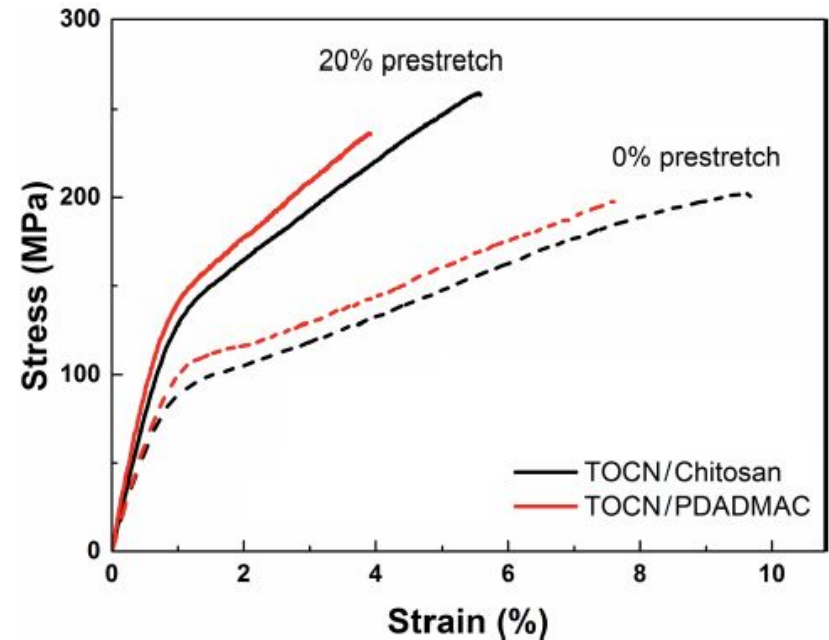 300
20% prestretch
0% prestretch
200
Stress (MPa)
100
TOCN/Chitosan
TOCN/PDADMAC
0
0 2 4 6 8 10
Strain (%)